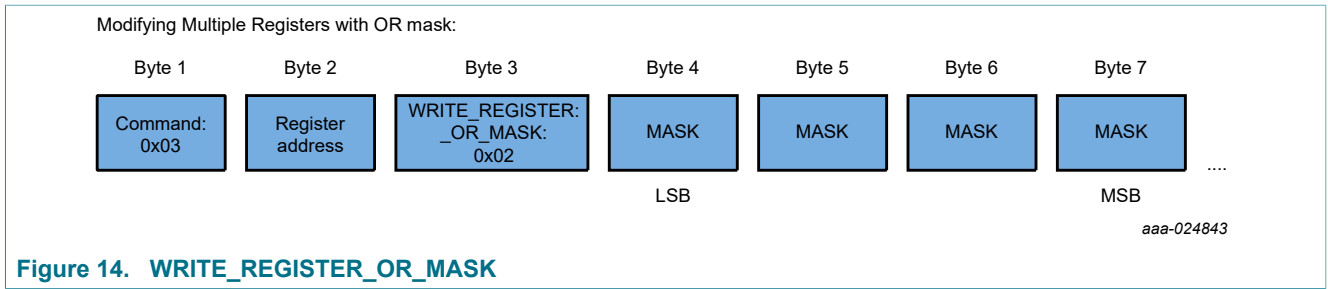 Modifying Multiple Registers with OR mask:
Byte 1 Byte 2 Byte 3 Byte 4 Byte 5 Byte 6 Byte 7
Command:
0x03
Register
address
WRITE_REGISTER:
_OR_MASK:
0x02
MASK
MASK
MASK
MASK
....
LSB MSB
aaa-024843
Figure 14. WRITE_REGISTER_OR_MASK